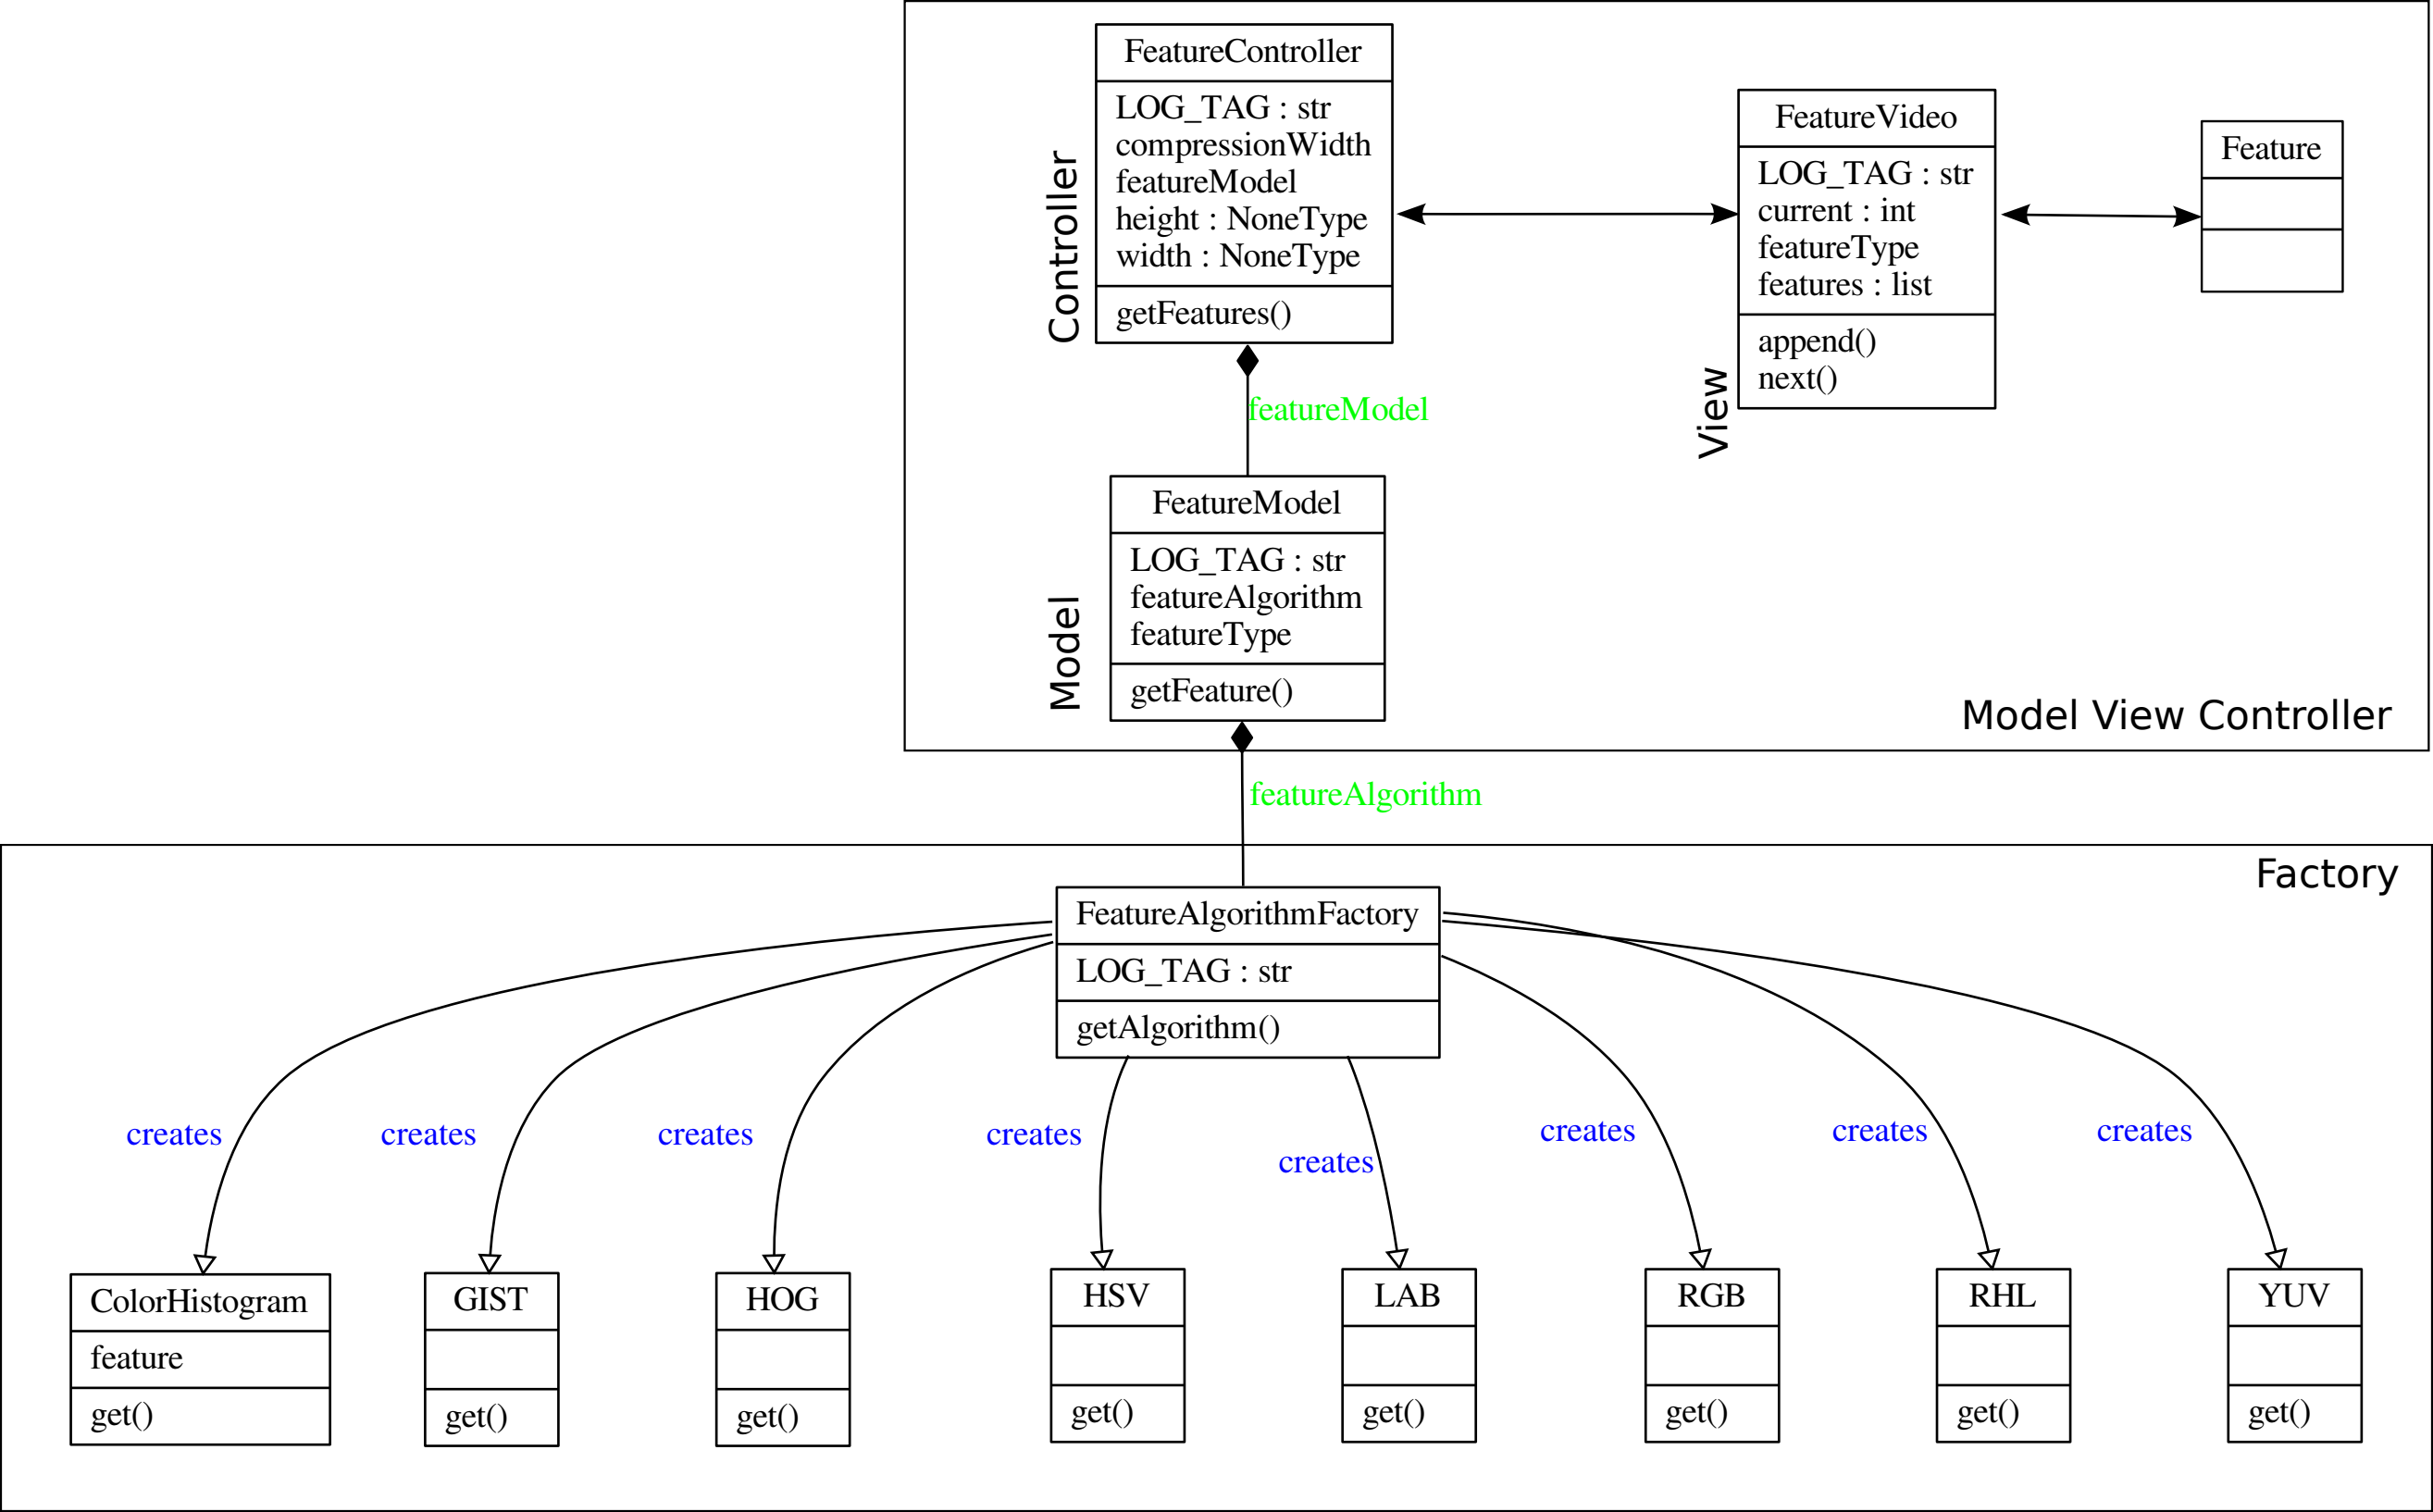 FeatureController
LOG_TAG : str
compressionWidth
featureModel
height : NoneType
width : NoneType
getFeatures()
Controller
FeatureVideo
LOG_TAG : str
current : int
featureType
features : list
append()
next()
View
Feature
featureModel
FeatureModel
LOG_TAG : str
featureAlgorithm
featureType
getFeature()
Model
Model View Controller
featureAlgorithm
Factory
FeatureAlgorithmFactory
LOG_TAG : str
getAlgorithm()
creates
creates
creates
creates
creates
creates
creates
creates
ColorHistogram
feature
get()
GIST
get()
HOG
get()
HSV
get()
LAB
get()
RGB
get()
RHL
get()
YUV
get()